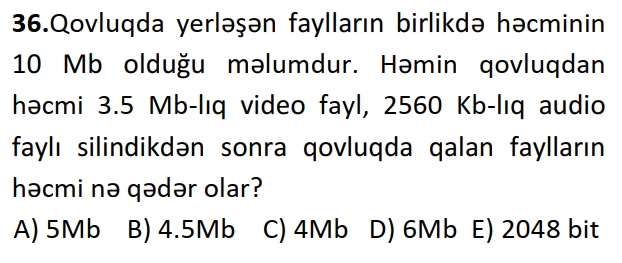 36.Qovluqda yerləşən faylların birlikdə həcminin
10 Mb olduğu məlumdur. Həmin qovluqdan
həcmi 3.5 Mb-lıq video fayl, 2560 Kb-lıq audio
faylı silindikdən sonra qovluqda qalan faylların
həcmi nə qədər olar?
A) 5Mb B) 4.5Mb C) 4Mb D) 6Mb E) 2048 bit